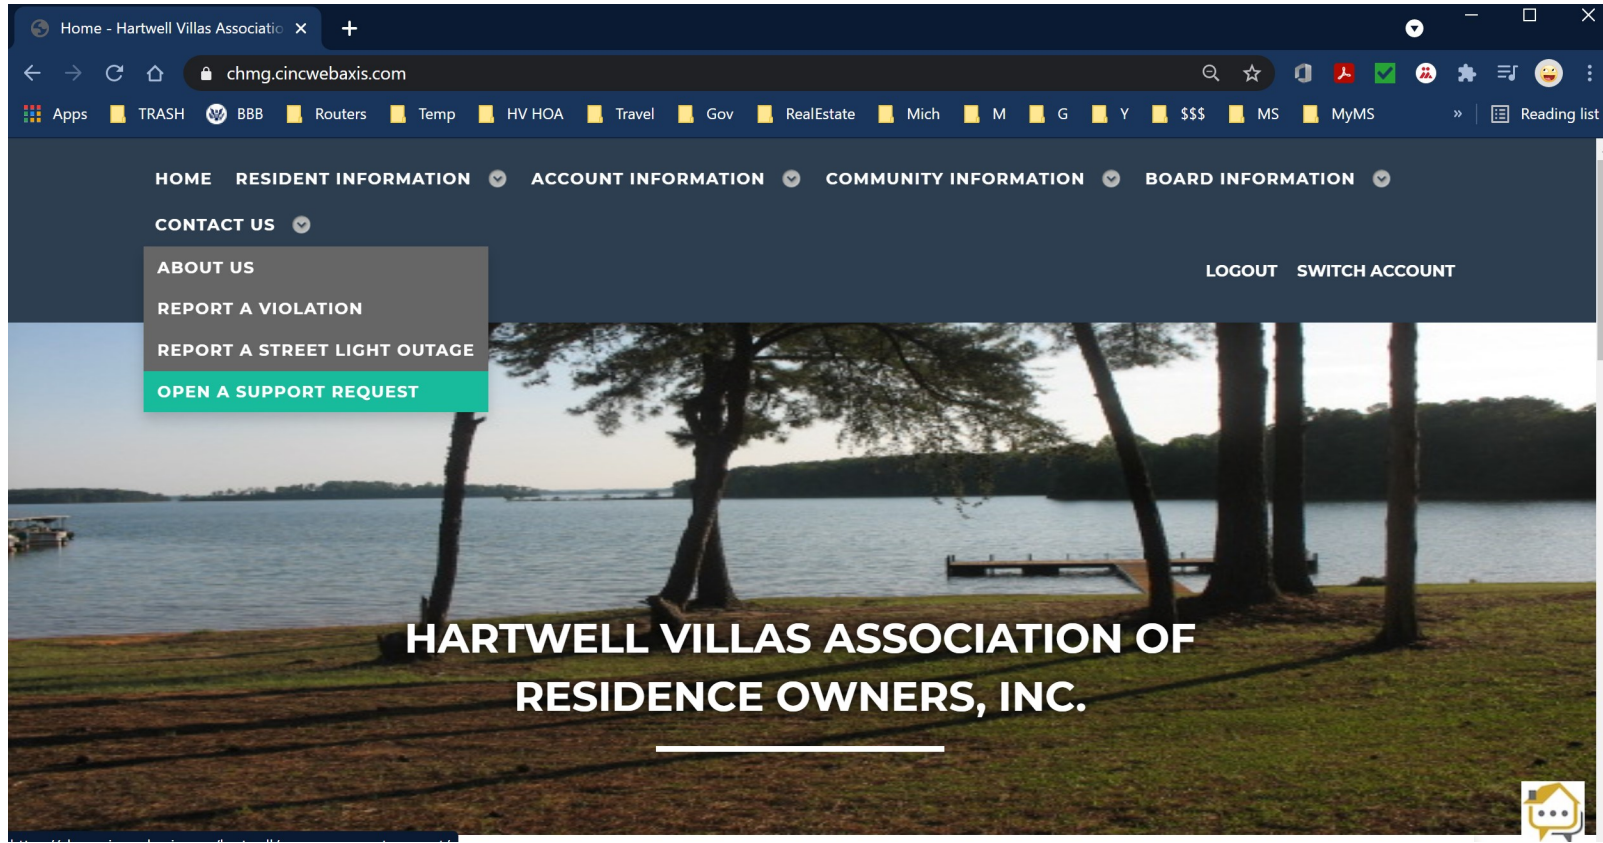 Home - Hartwell Villas Associatio
chmg.cincwebaxis.com
Apps TRASH BBB Routers Temp HV HOA Travel Gov RealEstate Mich M G Y $$$ MS MyMS » Reading list
HOME RESIDENT INFORMATION ACCOUNT INFORMATION COMMUNITY INFORMATION BOARD INFORMATION
CONTACT US
ABOUT US
LOGOUT SWITCH ACCOUNT
REPORT A VIOLATION
REPORT A STREET LIGHT OUTAGE
OPEN A SUPPORT REQUEST
HARTWELL VILLAS ASSOCIATION OF
RESIDENCE OWNERS, INC.